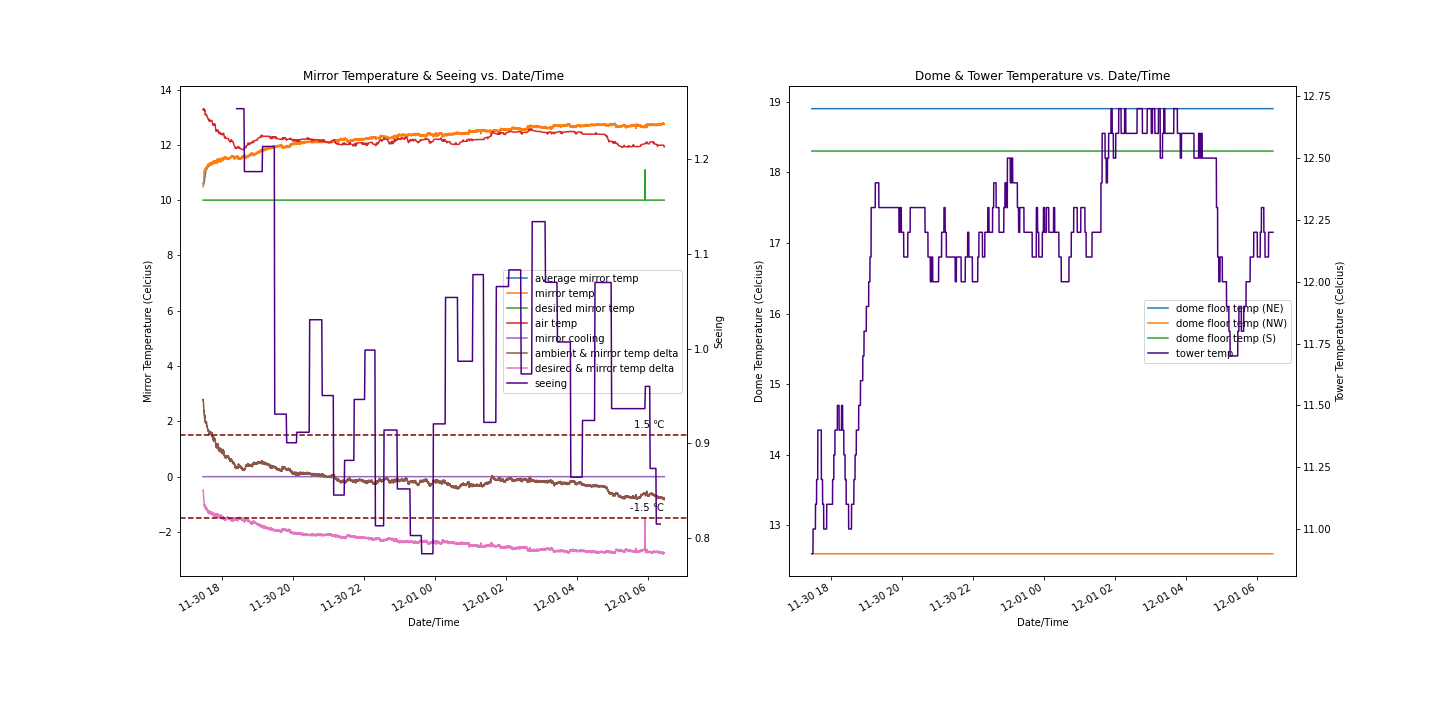 Mirror Temperature & Seeing vs. Date/Time
Mirror Temperature (Celcius)
14
12
10
8
6
4
2
0
−2
1.2
1.1
1.0
0.9
0.8
Seeing
average mirror temp
mirror temp
desired mirror temp
air temp
mirror cooling
ambient & mirror temp delta
desired & mirror temp delta
seeing
1.5 °C
-1.5 °C
11-30 18
11-30 20
11-30 22
12-01 00
12-01 02
12-01 04
12-01 06
Date/Time
Dome & Tower Temperature vs. Date/Time
Dome Temperature (Celcius)
19
18
17
16
15
14
13
12.75
12.50
12.25
12.00
11.75
11.50
11.25
11.00
Tower Temperature (Celcius)
dome floor temp (NE)
dome floor temp (NW)
dome floor temp (S)
tower temp
11-30 18
11-30 20
11-30 22
12-01 00
12-01 02
12-01 04
12-01 06
Date/Time